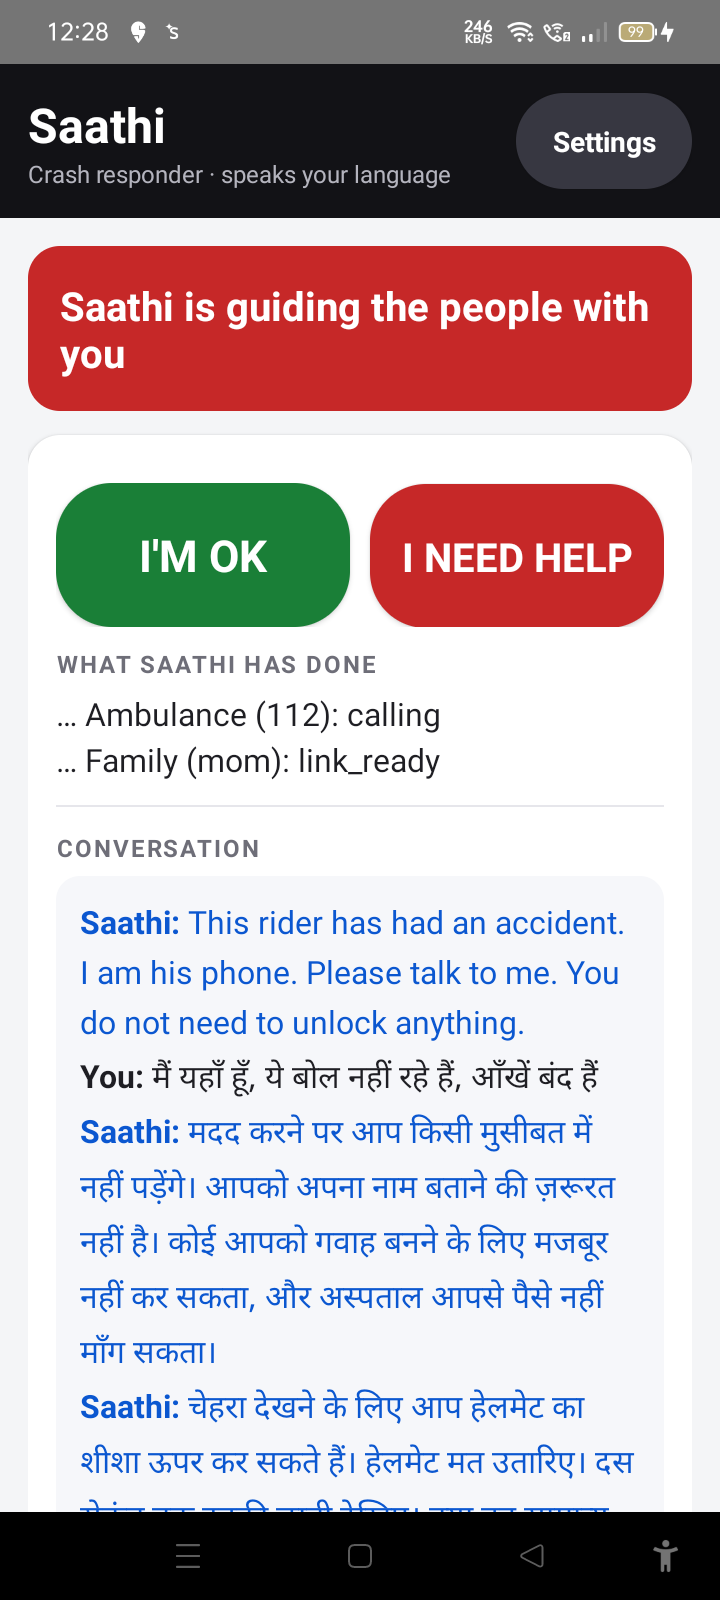 12:28
246 KB/S
99
Saathi
Settings
Crash responder · speaks your language
Saathi is guiding the people with
you
I'M OK
I NEED HELP
WHAT SAATHI HAS DONE
... Ambulance (112): calling
... Family (mom): link_ready
CONVERSATION
Saathi: This rider has had an accident.
I am his phone. Please talk to me. You
do not need to unlock anything.
You: मैं यहाँ हूँ, ये बोल नहीं रहे हैं, आँखें बंद हैं
Saathi: मदद करने पर आप किसी मुसीबत में
नहीं पड़ेंगे। आपको अपना नाम बताने की ज़रूरत
नहीं है। कोई आपको गवाह बनने के लिए मजबूर
नहीं कर सकता, और अस्पताल आपसे पैसे नहीं
माँग सकता।
Saathi: चेहरा देखने के लिए आप हेलमेट का
शीशा ऊपर कर सकते हैं। हेलमेट मत उतारिए। दस